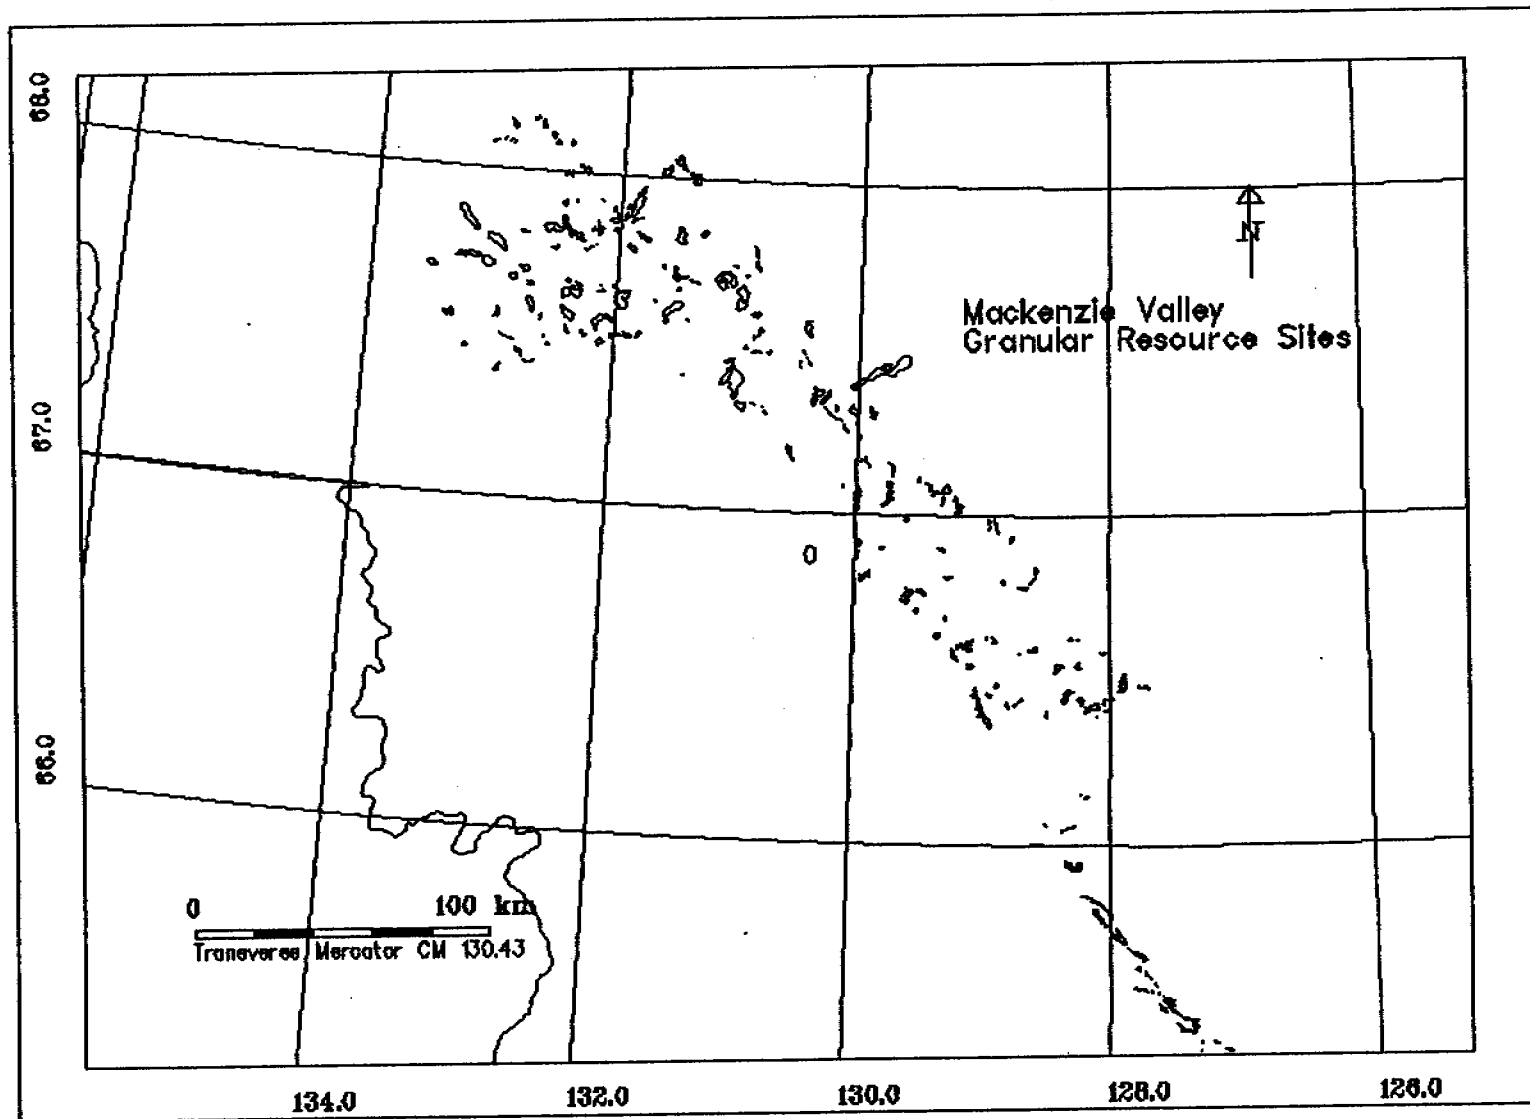 68.0
N
Mackenzie Valley
Granular Resource Sites
67.0
0
66.0
0 100 km
Transverse Mercator CM 130.43
134.0 132.0 130.0 128.0 126.0